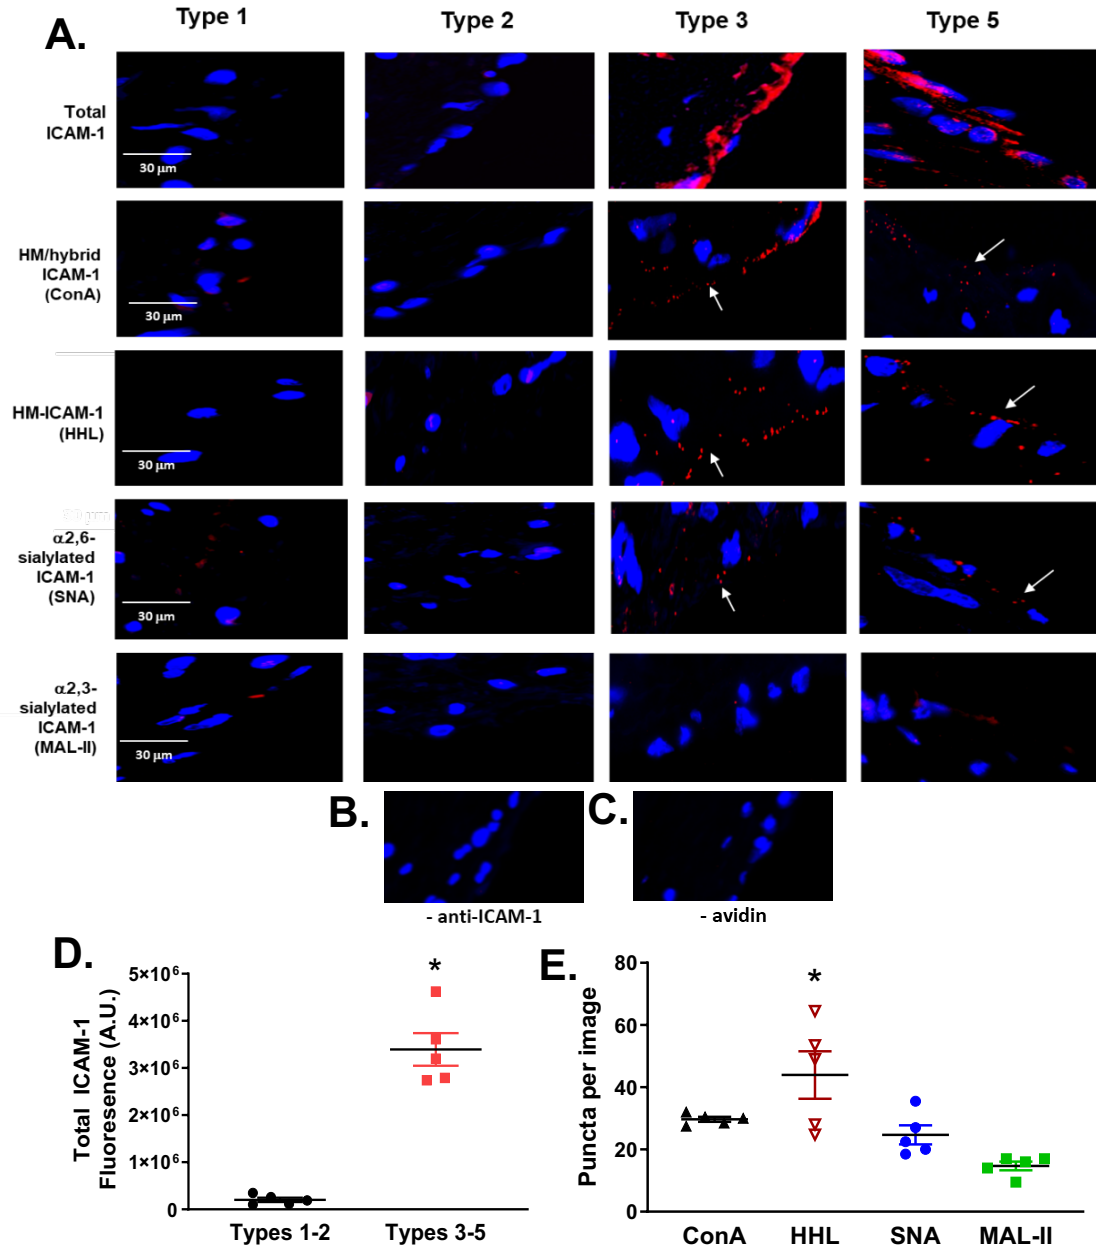 A.
Type 1
Type 2
Type 3
Type 5
Total
ICAM-1
30 µm
HM/hybrid
ICAM-1
(ConA)
30 µm
HM-ICAM-1
(HHL)
30 µm
α2,6-
sialylated
ICAM-1
(SNA)
30 µm
α2,3-
sialylated
ICAM-1
(MAL-II)
30 µm
B.
- anti-ICAM-1
C.
- avidin
D.
Total ICAM-1
Fluoresence (A.U.)
5×10⁶
4×10⁶
3×10⁶
2×10⁶
1×10⁶
0
*
Types 1-2
Types 3-5
E.
Puncta per image
80
60
40
20
0
*
ConA
HHL
SNA
MAL-II